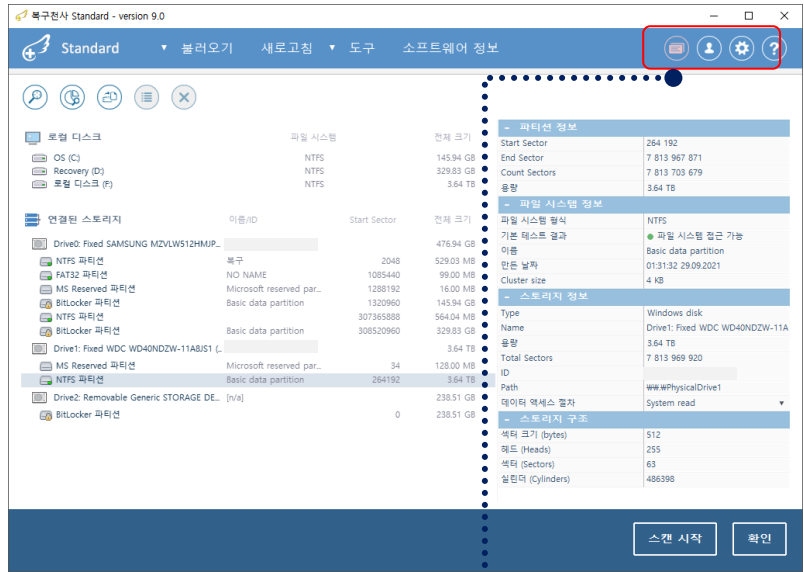 복구천사 Standard - version 9.0
Standard ▼ 불러오기 새로고침 ▼ 도구 소프트웨어 정보 ?
로컬 디스크 파일 시스템 전체 크기
OS (C:) NTFS 145.94 GB
Recovery (D:) NTFS 329.83 GB
로컬 디스크 (F:) NTFS 3.64 TB
연결된 스토리지 이름/ID Start Sector 전체 크기
Drive0: Fixed SAMSUNG MZVLW512HMJP... 476.94 GB
NTFS 파티션 복구 2048 529.03 MB
FAT32 파티션 NO NAME 1085440 99.00 MB
MS Reserved 파티션 Microsoft reserved par... 1288192 16.00 MB
BitLocker 파티션 Basic data partition 1320960 145.94 GB
NTFS 파티션 307365888 564.04 MB
BitLocker 파티션 Basic data partition 308520960 329.83 GB
Drive1: Fixed WDC WD40NDZW-11A8JS1 (... 3.64 TB
MS Reserved 파티션 Microsoft reserved par... 34 128.00 MB
NTFS 파티션 Basic data partition 264192 3.64 TB
Drive2: Removable Generic STORAGE DE... [n/a] 238.51 GB
BitLocker 파티션 0 238.51 GB
- 파티션 정보
Start Sector 264 192
End Sector 7 813 967 871
Count Sectors 7 813 703 679
용량 3.64 TB
- 파일 시스템 정보
파일 시스템 형식 NTFS
기본 테스트 결과 ● 파일 시스템 접근 가능
이름 Basic data partition
만든 날짜 01:31:32 29.09.2021
Cluster size 4 KB
- 스토리지 정보
Type Windows disk
Name Drive1: Fixed WDC WD40NDZW-11A
용량 3.64 TB
Total Sectors 7 813 969 920
ID
Path ₩₩.₩PhysicalDrive1
데이터 액세스 절차 System read ▼
- 스토리지 구조
섹터 크기 (bytes) 512
헤드 (Heads) 255
섹터 (Sectors) 63
실린더 (Cylinders) 486398
스캔 시작 확인